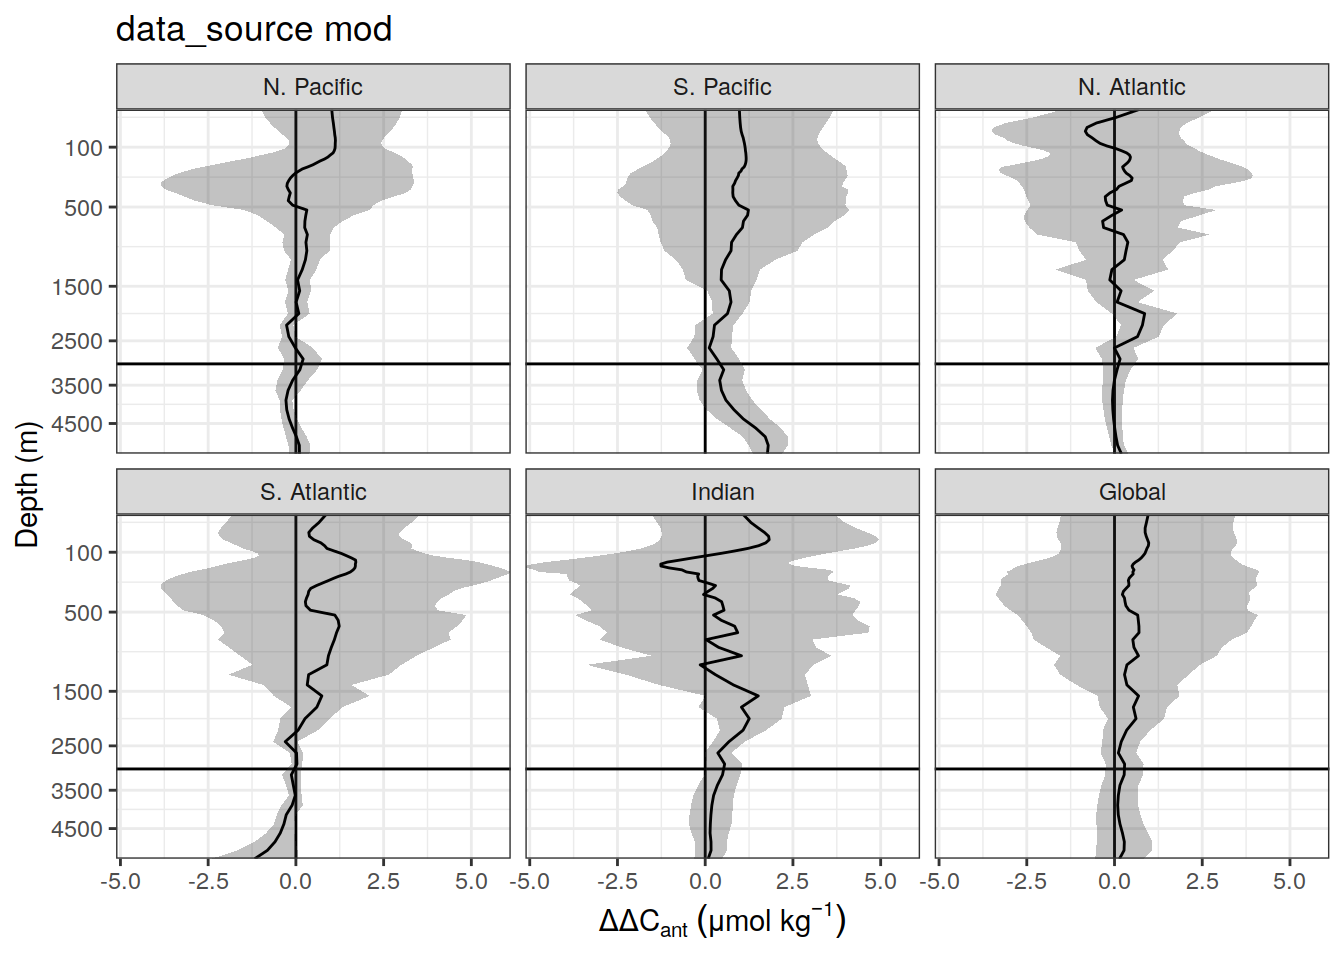 data_source mod
N. Pacific
S. Pacific
N. Atlantic
100
500
1500
2500
3500
4500
Depth (m)
S. Atlantic
Indian
Global
100
500
1500
2500
3500
4500
-5.0 -2.5 0.0 2.5 5.0 -5.0 -2.5 0.0 2.5 5.0 -5.0 -2.5 0.0 2.5 5.0
ΔΔCant (μmol kg−1)